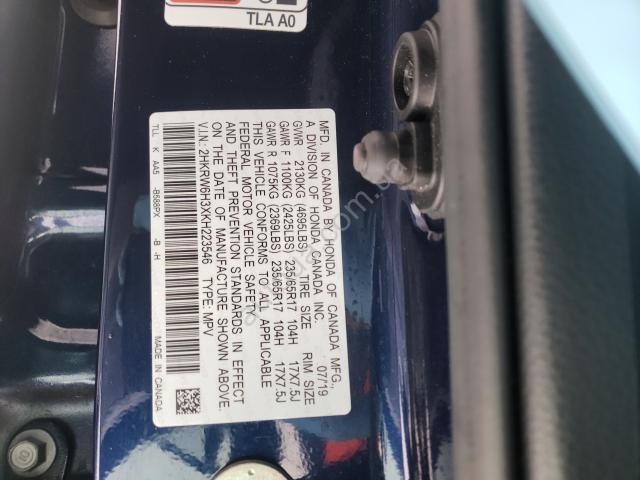 TLA A0
MFD IN CANADA BY HONDA OF CANADA MFG.,
A DIVISION OF HONDA CANADA INC. 07/19
GVWR 2130KG (4695LBS) TIRE SIZE RIM SIZE
GAWR F 1100KG (2425LBS) 235/65R17 104H 17X7.5J
GAWR R 1075KG (2369LBS) 235/65R17 104H 17X7.5J
THIS VEHICLE CONFORMS TO ALL APPLICABLE
FEDERAL MOTOR VEHICLE SAFETY
AND THEFT PREVENTION STANDARDS IN EFFECT
ON THE DATE OF MANUFACTURE SHOWN ABOVE.
V.I.N.: 2HKRW6H3XKH223546 TYPE: MPV
TLL K AA5 -B588PX -B -H
MADE IN CANADA